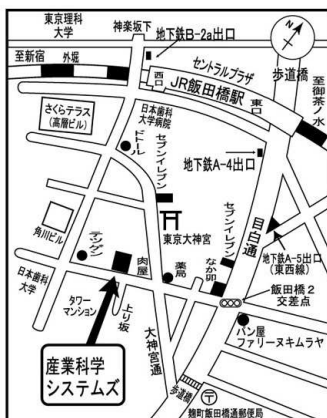 東京理科
大学
神楽坂下
地下鉄B-2a出口
N
至新宿
外堀
セントラルプラザ
歩道橋
西口
JR飯田橋駅
東口
至御茶ノ水
さくらテラス
(高層ビル)
日本歯科
大学病院
ドトール
セブンイレブン
地下鉄A-4出口
角川ビル
東京大神宮
セブンイレブン
目白通
地下鉄A-5出口
(東西線)
テンゲン
肉屋
薬局
なか卯
飯田橋2
交差点
日本歯科
大学
タワー
マンション
上り坂
大神宮通
パン屋
ファリーヌキムラヤ
産業科学
システムズ
歩道橋
〒
麹町飯田橋通郵便局